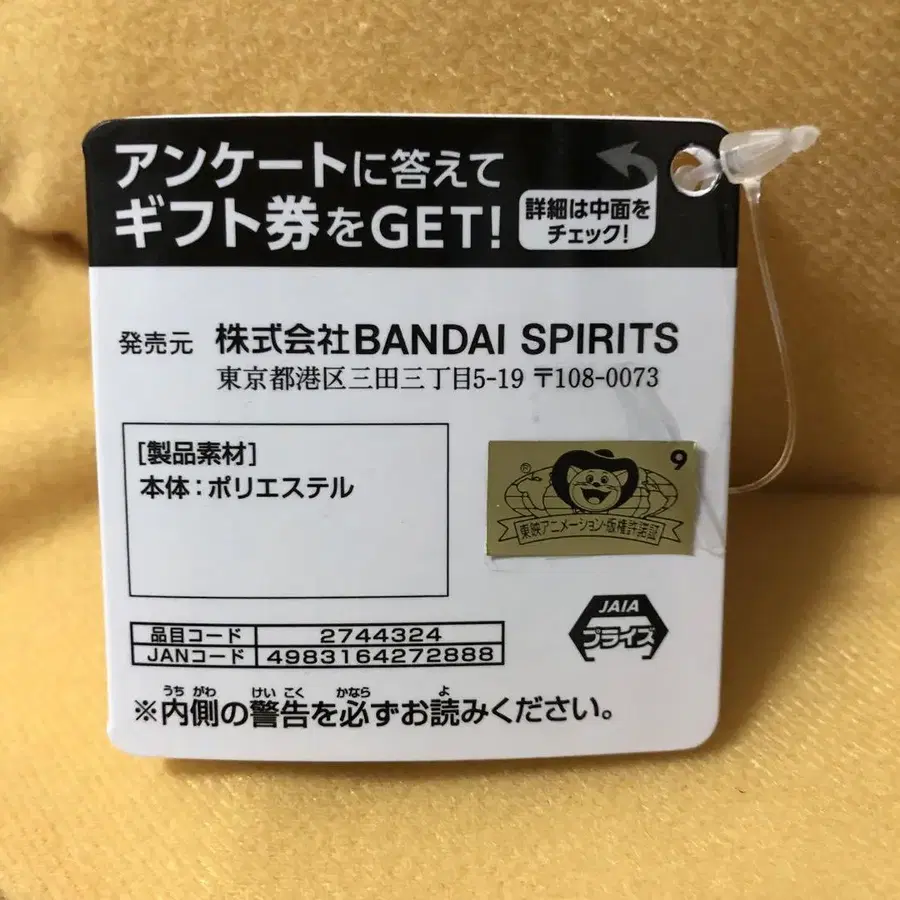 アンケートに答えて
ギフト券をGET!
詳細は中面を
チェック!
発売元 株式会社BANDAI SPIRITS
東京都港区三田三丁目5-19 〒108-0073
[製品素材]
本体:ポリエステル
9
東映アニメーション・版権許諾証
品目コード 2744324
JANコード 4983164272888
JAIA
プライズ
うちがわ けいこく かなら よ
※内側の警告を必ずお読みください。